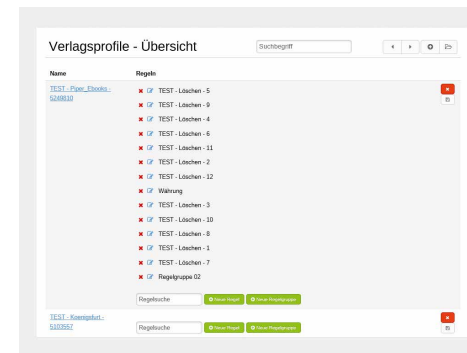 Verlagsprofile - Übersicht
Suchbegriff
Name Regeln
TEST - Piper_Ebooks -
5249810
TEST - Löschen - 5
TEST - Löschen - 9
TEST - Löschen - 4
TEST - Löschen - 6
TEST - Löschen - 11
TEST - Löschen - 2
TEST - Löschen - 12
Währung
TEST - Löschen - 3
TEST - Löschen - 10
TEST - Löschen - 8
TEST - Löschen - 1
TEST - Löschen - 7
Regelgruppe 02
Regelsuche Neue Regel Neue Regelgruppe
TEST - Koenigsfurt -
5103557
Regelsuche Neue Regel Neue Regelgruppe